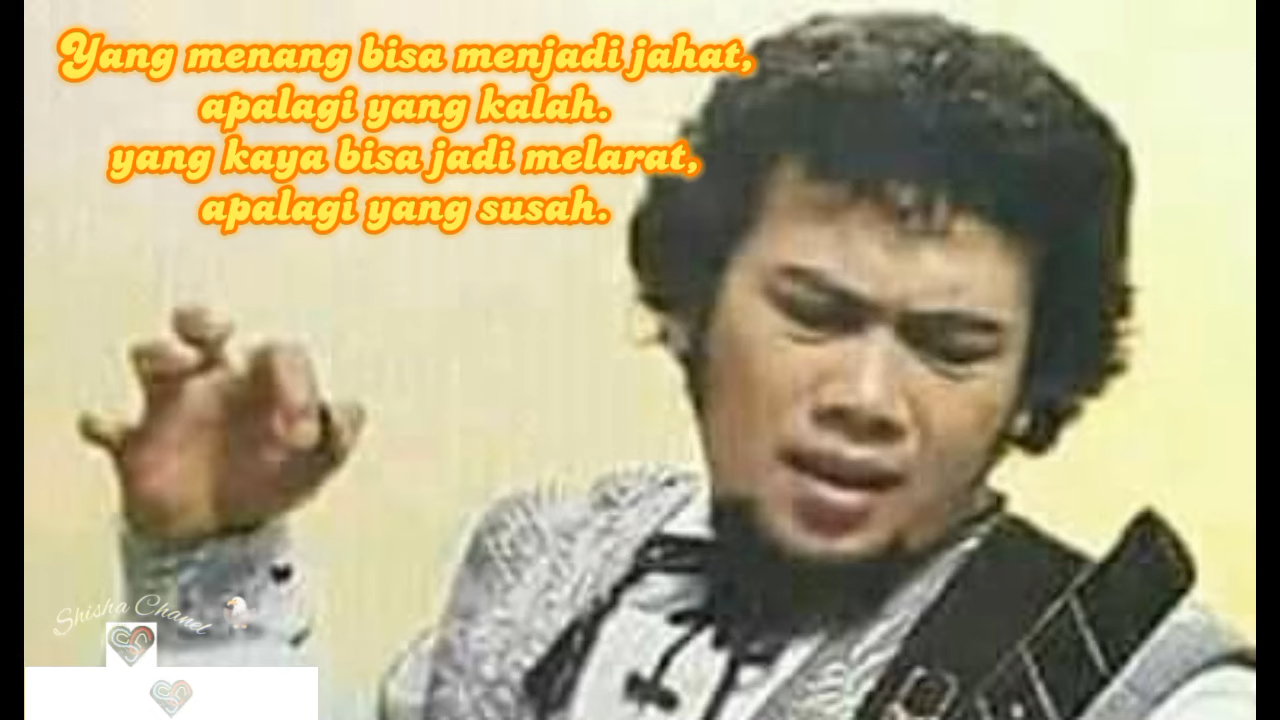 Yang menang bisa menjadi jahat,
apalagi yang kalah.
yang kaya bisa jadi melarat,
apalagi yang susah.
Shisha Chanel